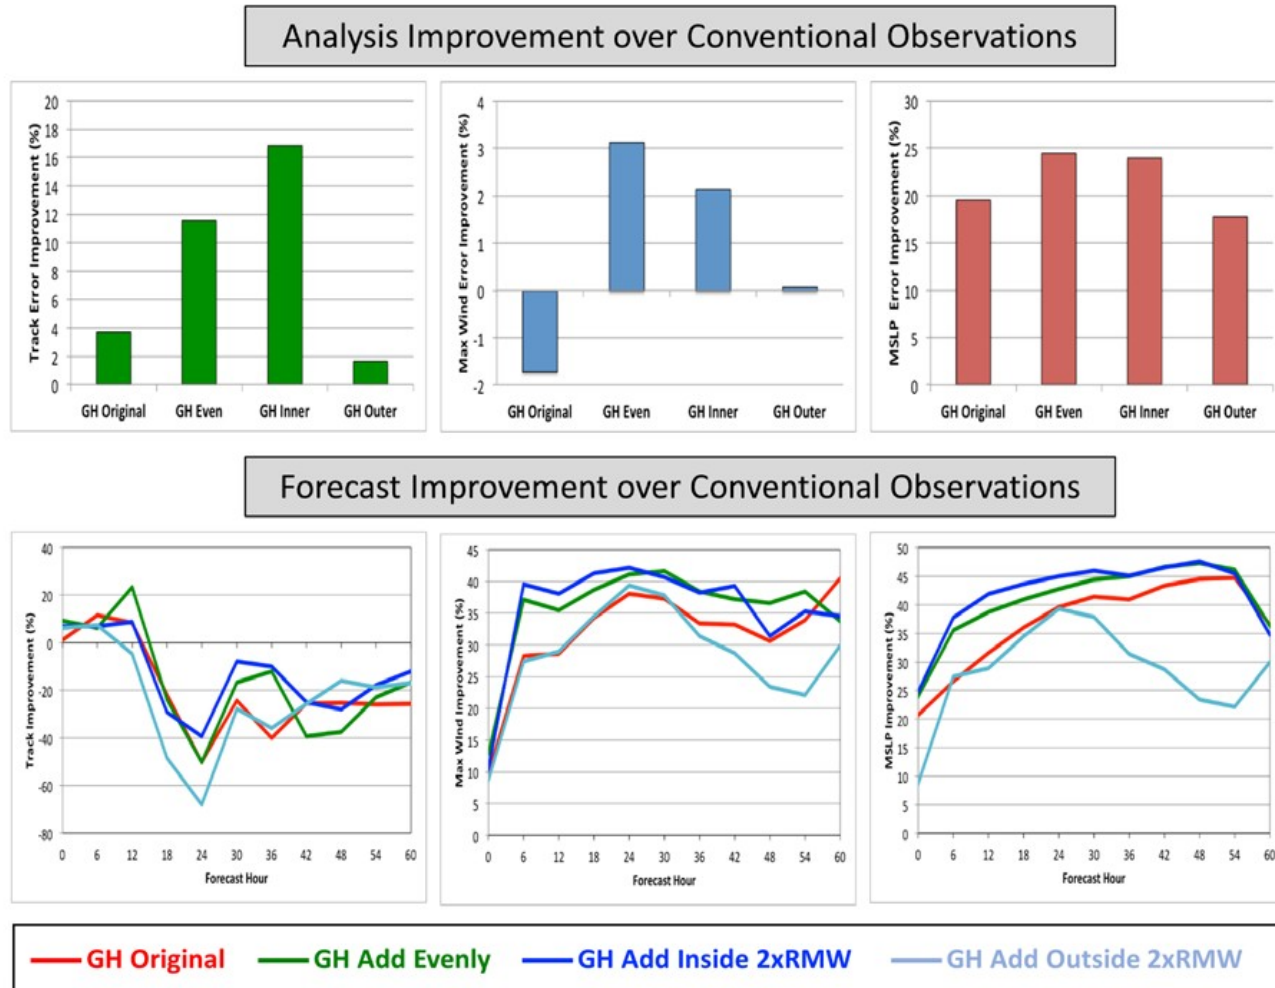 Analysis Improvement over Conventional Observations
Track Error Improvement (%)
20
18
16
14
12
10
8
6
4
2
0
GH Original GH Even GH Inner GH Outer
Max Wind Error Improvement (%)
4
3
2
1
0
-1
-2
GH Original GH Even GH Inner GH Outer
MSLP Error Improvement (%)
30
25
20
15
10
5
0
GH Original GH Even GH Inner GH Outer
Forecast Improvement over Conventional Observations
Track Improvement (%)
40
20
0
-20
-40
-60
-80
0 6 12 18 24 30 36 42 48 54 60
Forecast Hour
Max Wind Improvement (%)
45
40
35
30
25
20
15
10
5
0
0 6 12 18 24 30 36 42 48 54 60
Forecast Hour
MSLP Improvement (%)
50
45
40
35
30
25
20
15
10
5
0
0 6 12 18 24 30 36 42 48 54 60
Forecast Hour
GH Original GH Add Evenly GH Add Inside 2xRMW GH Add Outside 2xRMW